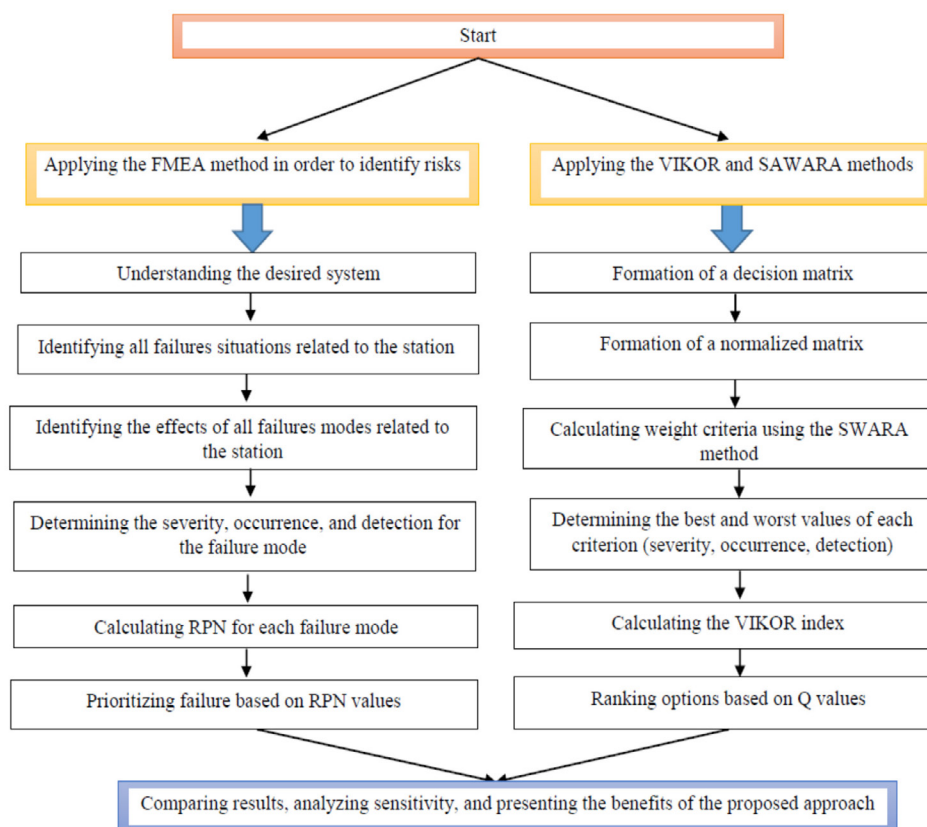 Start
Applying the FMEA method in order to identify risks
Understanding the desired system
Identifying all failures situations related to the station
Identifying the effects of all failures modes related to
the station
Determining the severity, occurrence, and detection for
the failure mode
Calculating RPN for each failure mode
Prioritizing failure based on RPN values
Applying the VIKOR and SAWARA methods
Formation of a decision matrix
Formation of a normalized matrix
Calculating weight criteria using the SWARA
method
Determining the best and worst values of each
criterion (severity, occurrence, detection)
Calculating the VIKOR index
Ranking options based on Q values
Comparing results, analyzing sensitivity, and presenting the benefits of the proposed approach